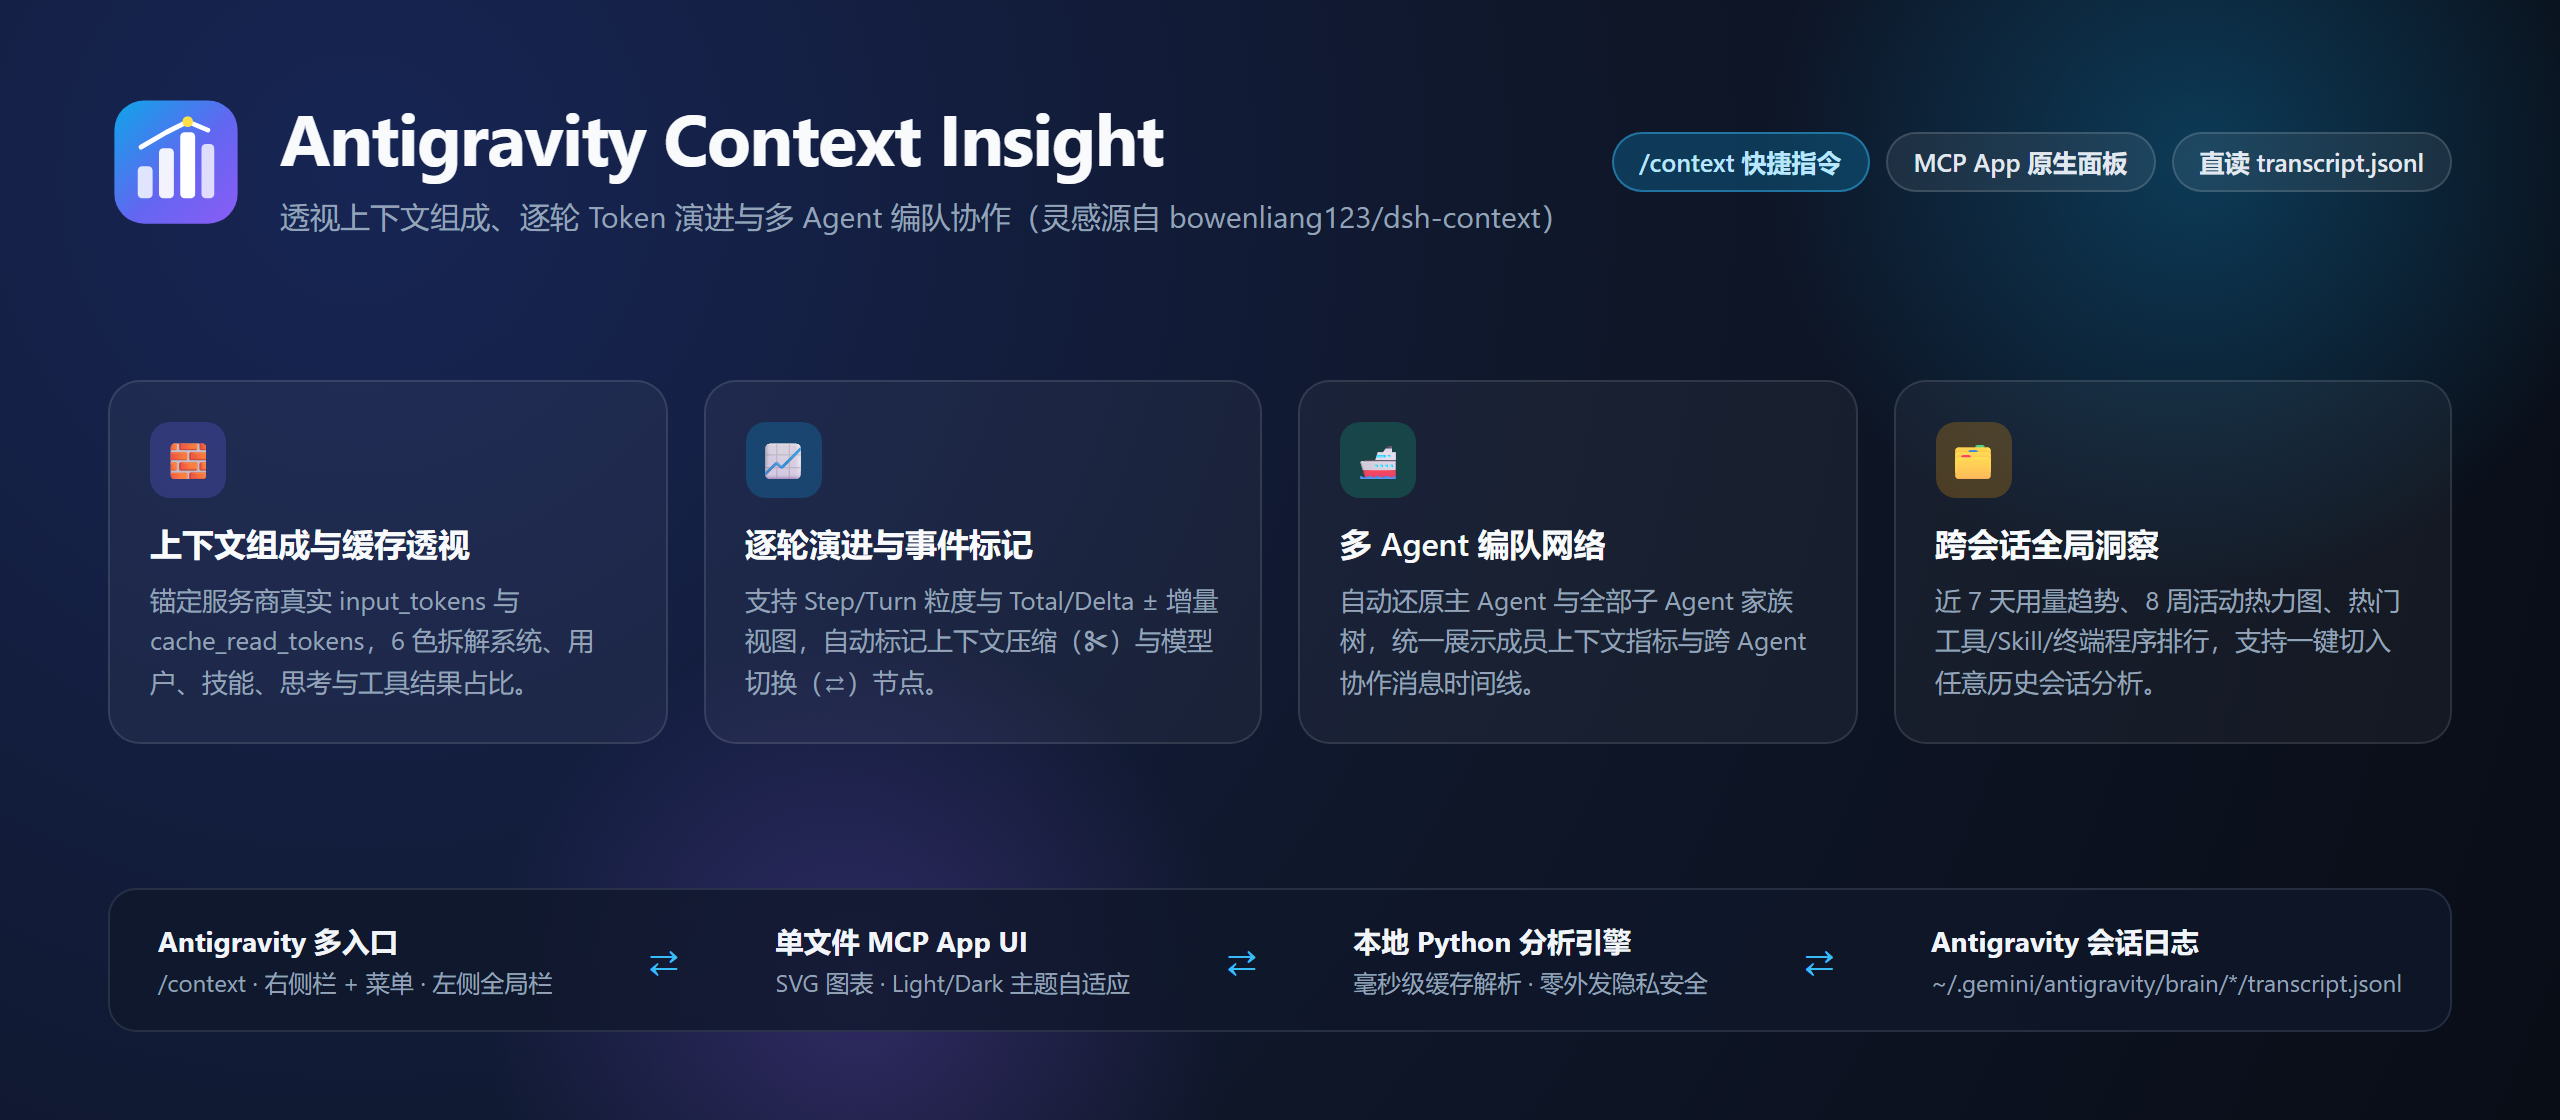 Antigravity Context Insight
透视上下文组成、逐轮 Token 演进与多 Agent 编队协作（灵感源自 bowenliang123/dsh-context）
/context 快捷指令
MCP App 原生面板
直读 transcript.jsonl
上下文组成与缓存透视
锚定服务商真实 input_tokens 与
cache_read_tokens，6 色拆解系统、用
户、技能、思考与工具结果占比。
逐轮演进与事件标记
支持 Step/Turn 粒度与 Total/Delta ± 增量
视图，自动标记上下文压缩（✂）与模型
切换（⇄）节点。
多 Agent 编队网络
自动还原主 Agent 与全部子 Agent 家族
树，统一展示成员上下文指标与跨 Agent
协作消息时间线。
跨会话全局洞察
近 7 天用量趋势、8 周活动热力图、热门
工具/Skill/终端程序排行，支持一键切入
任意历史会话分析。
Antigravity 多入口
/context · 右侧栏 + 菜单 · 左侧全局栏
⇄
单文件 MCP App UI
SVG 图表 · Light/Dark 主题自适应
⇄
本地 Python 分析引擎
毫秒级缓存解析 · 零外发隐私安全
⇄
Antigravity 会话日志
~/.gemini/antigravity/brain/*/transcript.jsonl